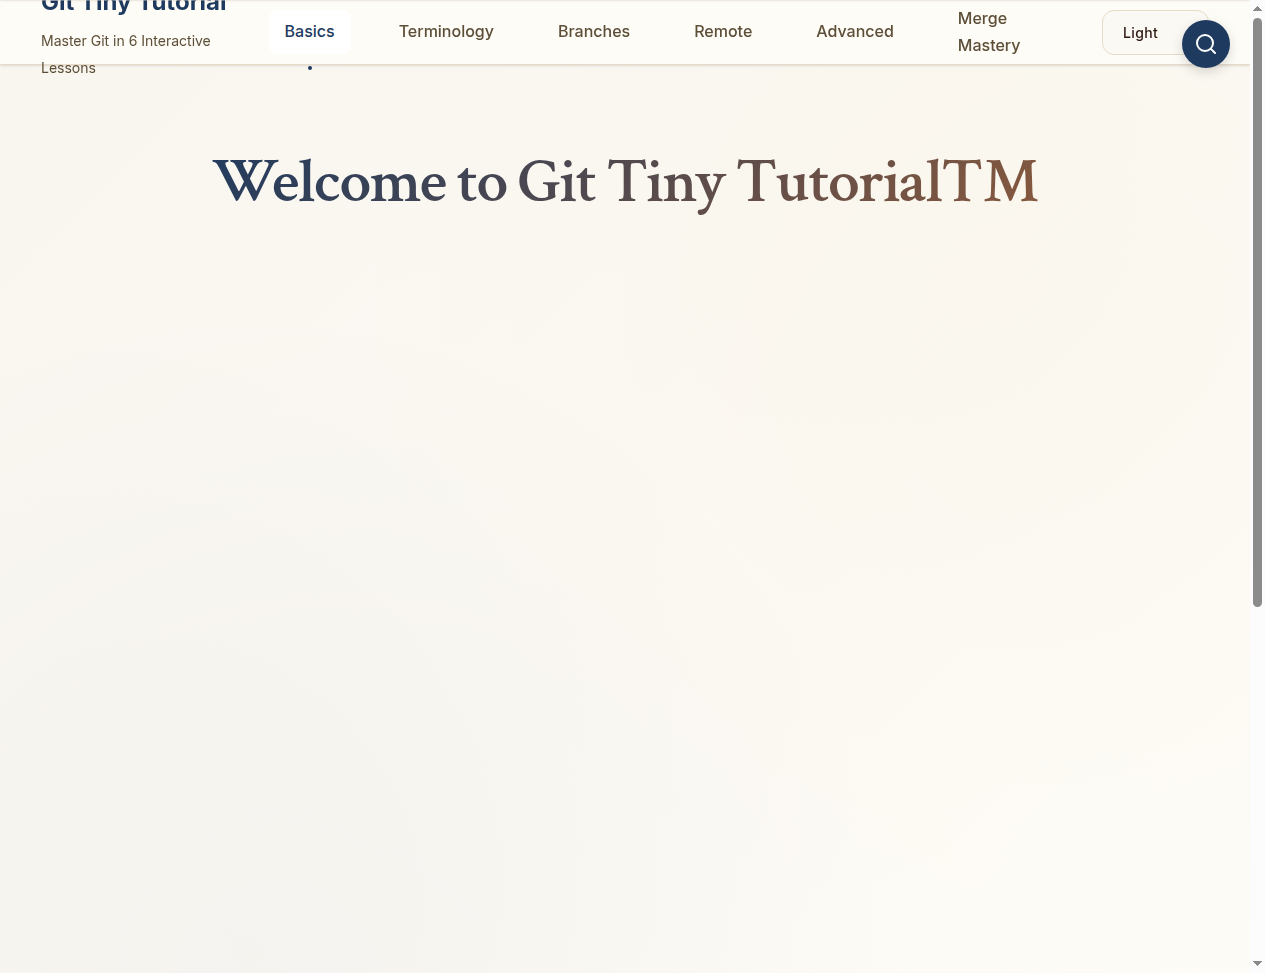 Git Tiny Tutorial
Master Git in 6 Interactive
Lessons
Basics
Terminology
Branches
Remote
Advanced
Merge
Mastery
Light
Welcome to Git Tiny TutorialTM